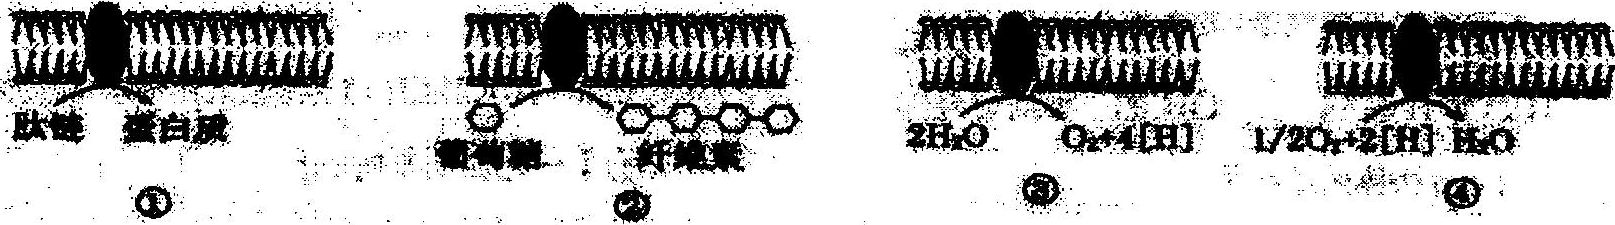 肽链 蛋白质
葡萄糖 纤维素
2H₂O O₂+4[H]
1/2O₂+2[H] H₂O
① ② ③ ④